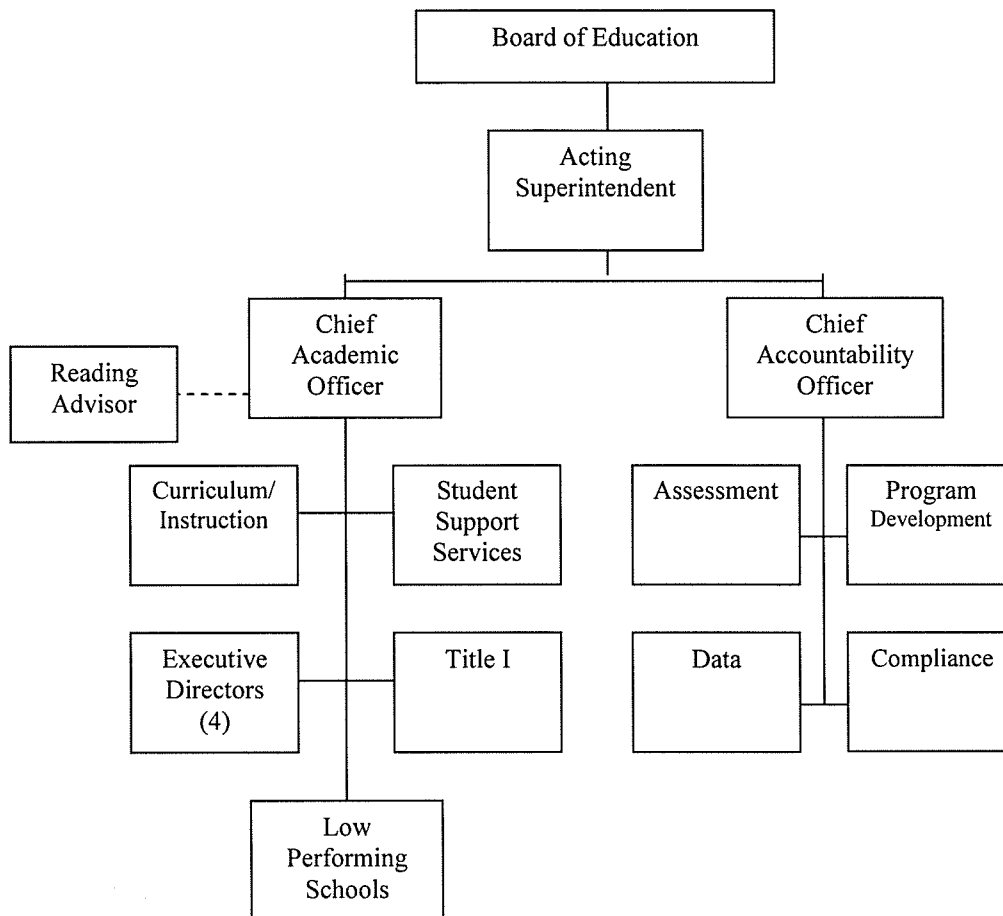 Board of Education
Acting
Superintendent
Chief
Academic
Officer
Chief
Accountability
Officer
Reading
Advisor
Curriculum/
Instruction
Student
Support
Services
Assessment
Program
Development
Executive
Directors
(4)
Title I
Data
Compliance
Low
Performing
Schools